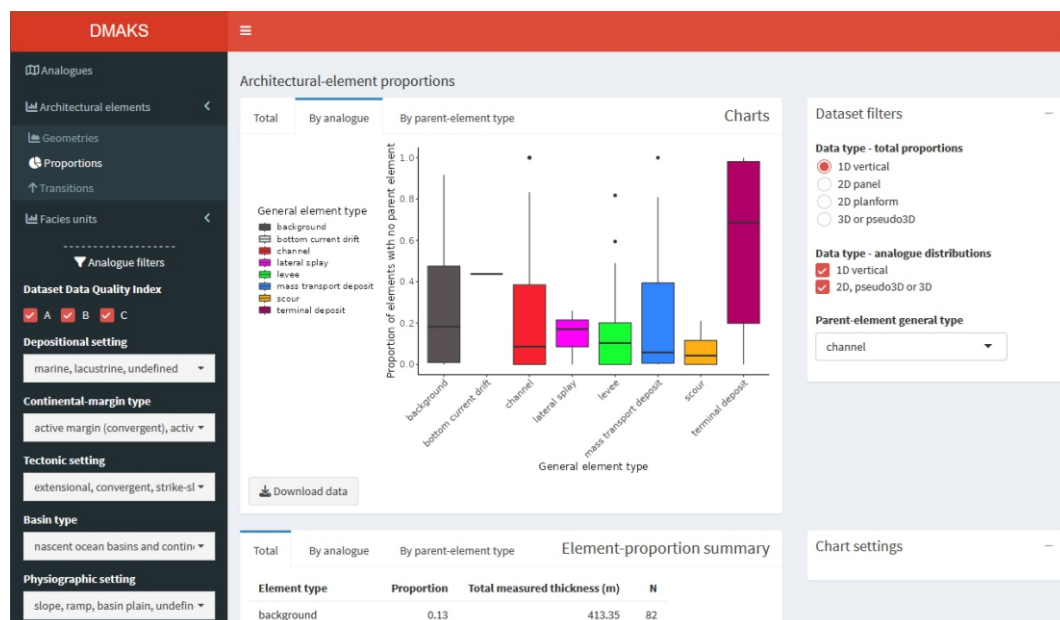 DMAKS
Analogues
Architectural elements
Geometries
Proportions
Transitions
Facies units
Analogue filters
Dataset Data Quality Index
A B C
Depositional setting
marine, lacustrine, undefined
Continental-margin type
active margin (convergent), activ
Tectonic setting
extensional, convergent, strike-sl
Basin type
nascent ocean basins and contin
Physiographic setting
slope, ramp, basin plain, undefin
Architectural-element proportions
Total By analogue By parent-element type Charts
General element type
background
bottom current drift
channel
lateral splay
levee
mass transport deposit
scour
terminal deposit
Proportion of elements with no parent element
1.0
0.8
0.6
0.4
0.2
0.0
background
bottom current drift
channel
lateral splay
levee
mass transport deposit
scour
terminal deposit
General element type
Download data
Total By analogue By parent-element type Element-proportion summary
Element type Proportion Total measured thickness (m) N
background 0.13 413.35 82
Dataset filters
Data type - total proportions
1D vertical
2D panel
2D planform
3D or pseudo3D
Data type - analogue distributions
1D vertical
2D, pseudo3D or 3D
Parent-element general type
channel
Chart settings